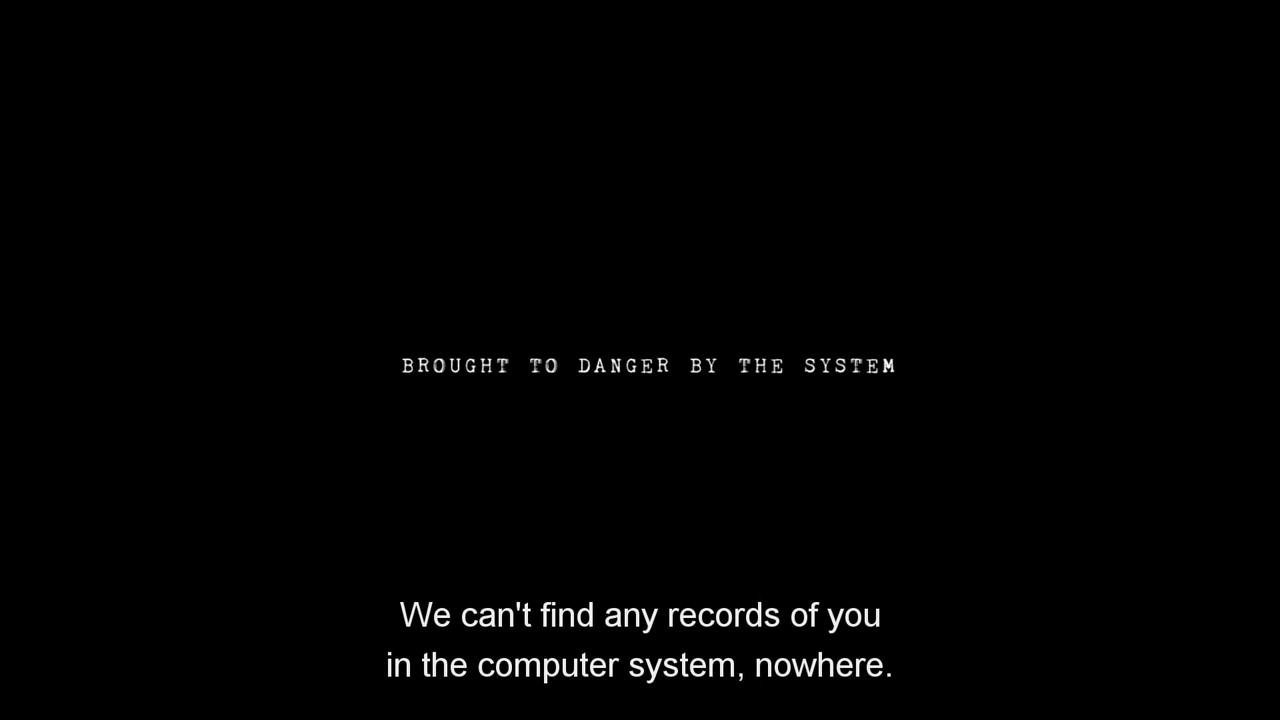 BROUGHT TO DANGER BY THE SYSTEM
We can't find any records of you
in the computer system, nowhere.